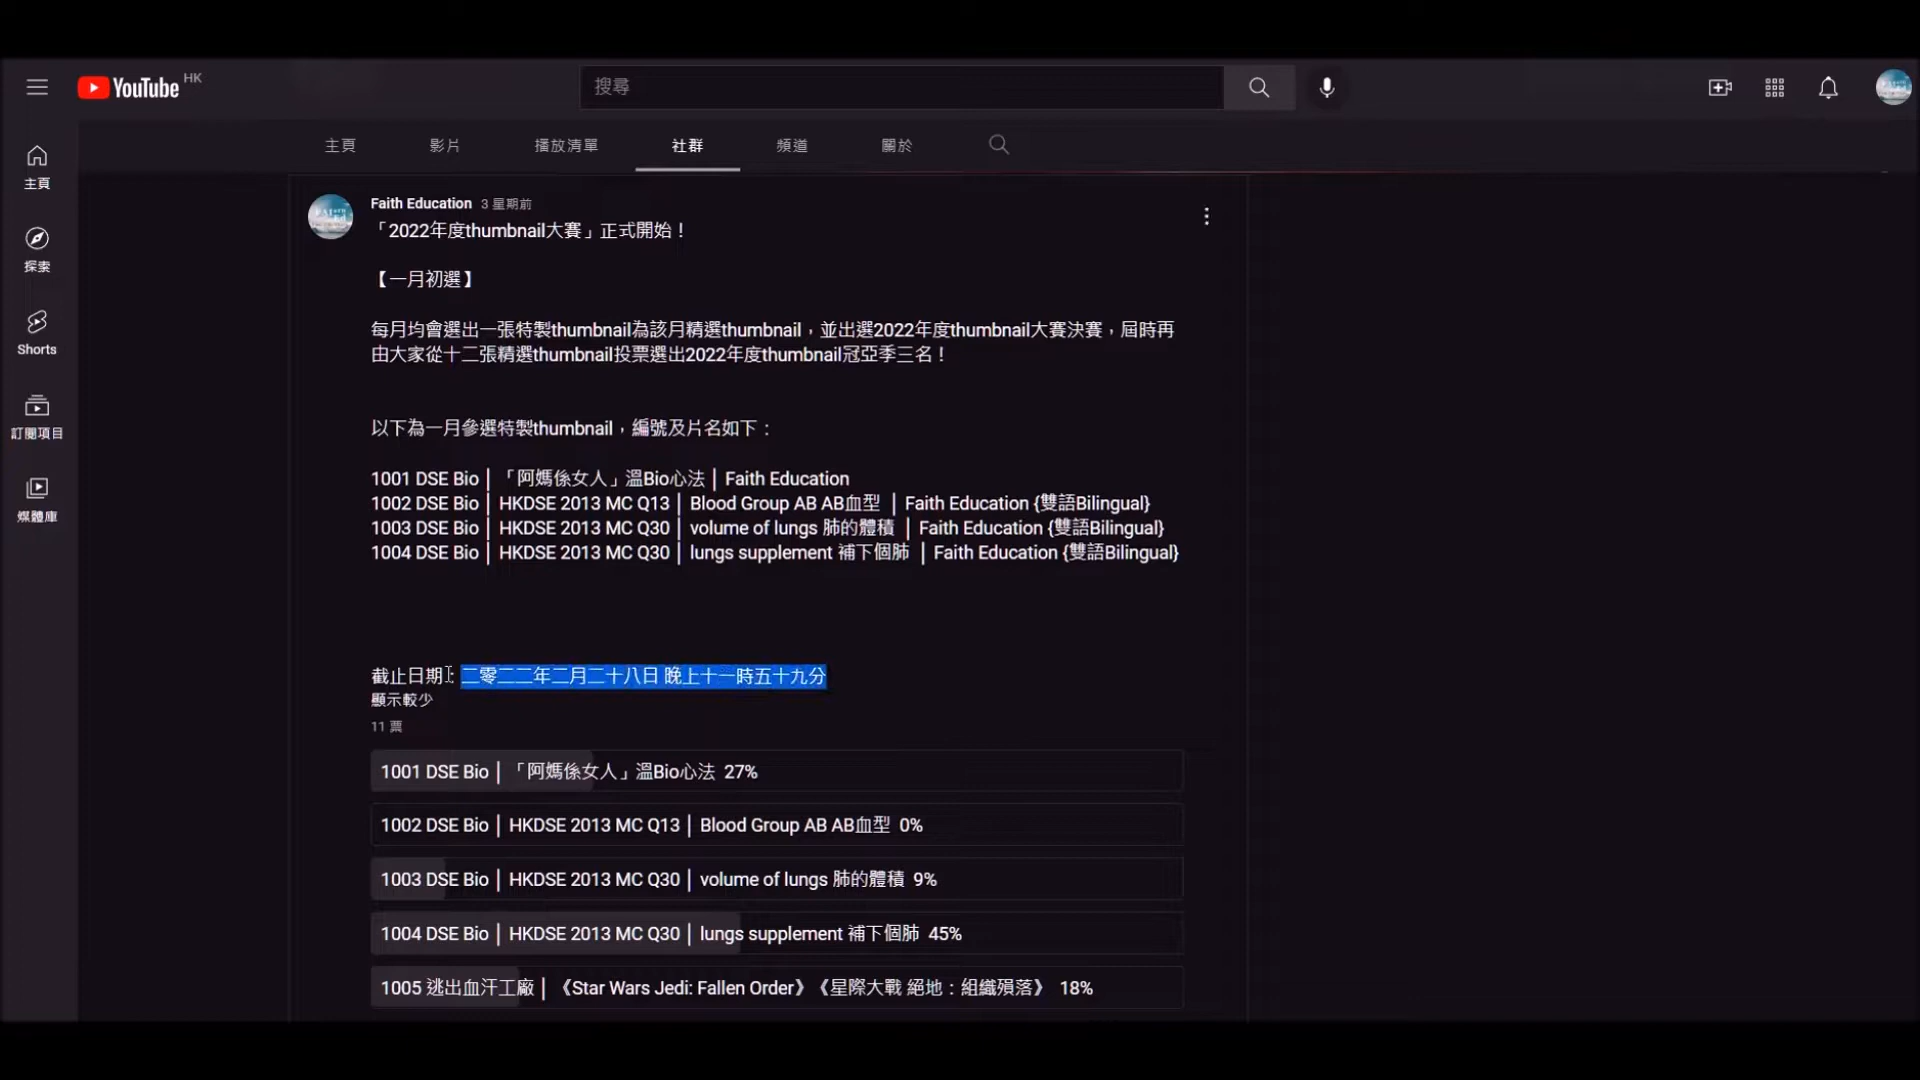 YouTube HK
搜尋
主頁
影片
播放清單
社群
頻道
關於
主頁
探索
Shorts
訂閱項目
媒體庫
Faith Education 3 星期前
「2022年度thumbnail大賽」正式開始！
【一月初選】
每月均會選出一張特製thumbnail為該月精選thumbnail，並出選2022年度thumbnail大賽決賽，屆時再
由大家從十二張精選thumbnail投票選出2022年度thumbnail冠亞季三名！
以下為一月參選特製thumbnail，編號及片名如下：
1001 DSE Bio│「阿媽係女人」溫Bio心法│Faith Education
1002 DSE Bio│HKDSE 2013 MC Q13│Blood Group AB AB血型 │Faith Education {雙語Bilingual}
1003 DSE Bio│HKDSE 2013 MC Q30│volume of lungs 肺的體積 │Faith Education {雙語Bilingual}
1004 DSE Bio│HKDSE 2013 MC Q30│lungs supplement 補下個肺 │Faith Education {雙語Bilingual}
截止日期：二零二二年二月二十八日 晚上十一時五十九分
顯示較少
11 票
1001 DSE Bio│「阿媽係女人」溫Bio心法 27%
1002 DSE Bio│HKDSE 2013 MC Q13│Blood Group AB AB血型 0%
1003 DSE Bio│HKDSE 2013 MC Q30│volume of lungs 肺的體積 9%
1004 DSE Bio│HKDSE 2013 MC Q30│lungs supplement 補下個肺 45%
1005 逃出血汗工廠│《Star Wars Jedi: Fallen Order》《星際大戰 絕地：組織殞落》 18%